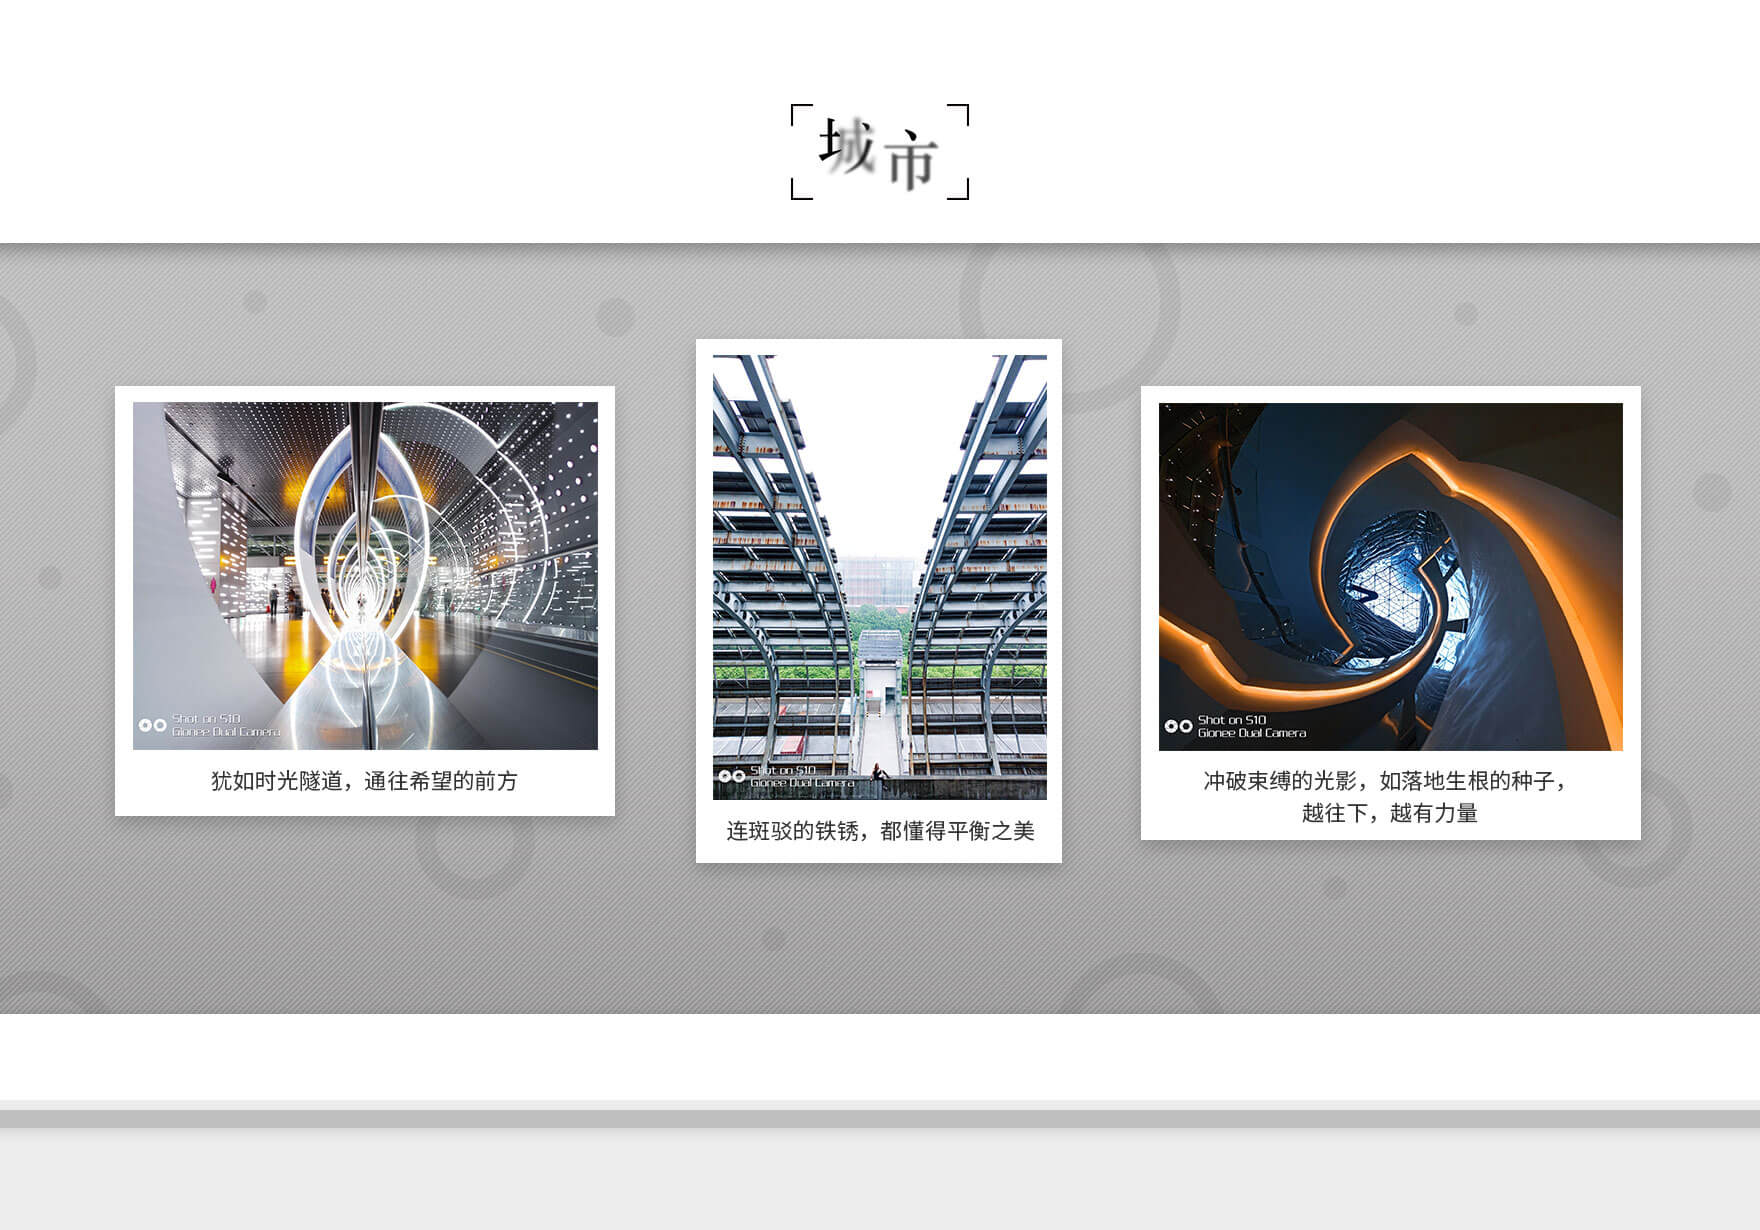 城市
Shot on S10
Gionee Dual Camera
犹如时光隧道，通往希望的前方
Shot on S10
Gionee Dual Camera
连斑驳的铁锈，都懂得平衡之美
Shot on S10
Gionee Dual Camera
冲破束缚的光影，如落地生根的种子，
越往下，越有力量